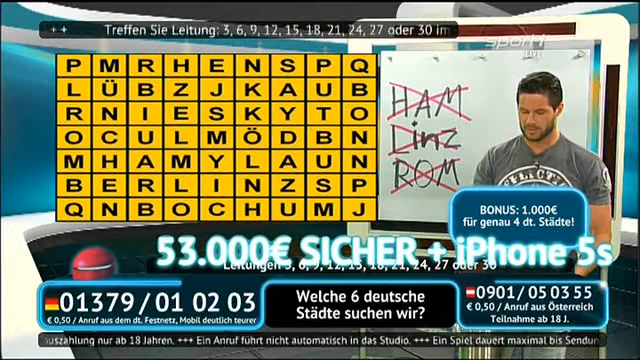 ++ Treffen Sie Leitung: 3, 6, 9, 12, 15, 18, 21, 24, 27 oder 30 im
sport1
LIVE
P M R H E N S P Q
L Ü B Z J K A U B
R N I E S K Y T O
O C U L M Ö D B N
M H A M Y L A U N
B E R L I N Z S P
Q N B O C H U M J
HAM
Linz
ROM
BONUS: 1.000€
für genau 4 dt. Städte!
53.000€ SICHER + iPhone 5s
Leitungen 3, 6, 9, 12, 15, 18, 21, 24, 27 oder 30
01379/01 02 03
€ 0,50 / Anruf aus dem dt. Festnetz, Mobil deutlich teurer
Welche 6 deutsche
Städte suchen wir?
0901/05 03 55
€ 0,50 / Anruf aus Österreich
Teilnahme ab 18 J.
uszahlung nur ab 18 Jahren. +++ Ein Anruf führt nicht automatisch in das Studio. +++ Ein Spiel dauert maximal bis Sendun